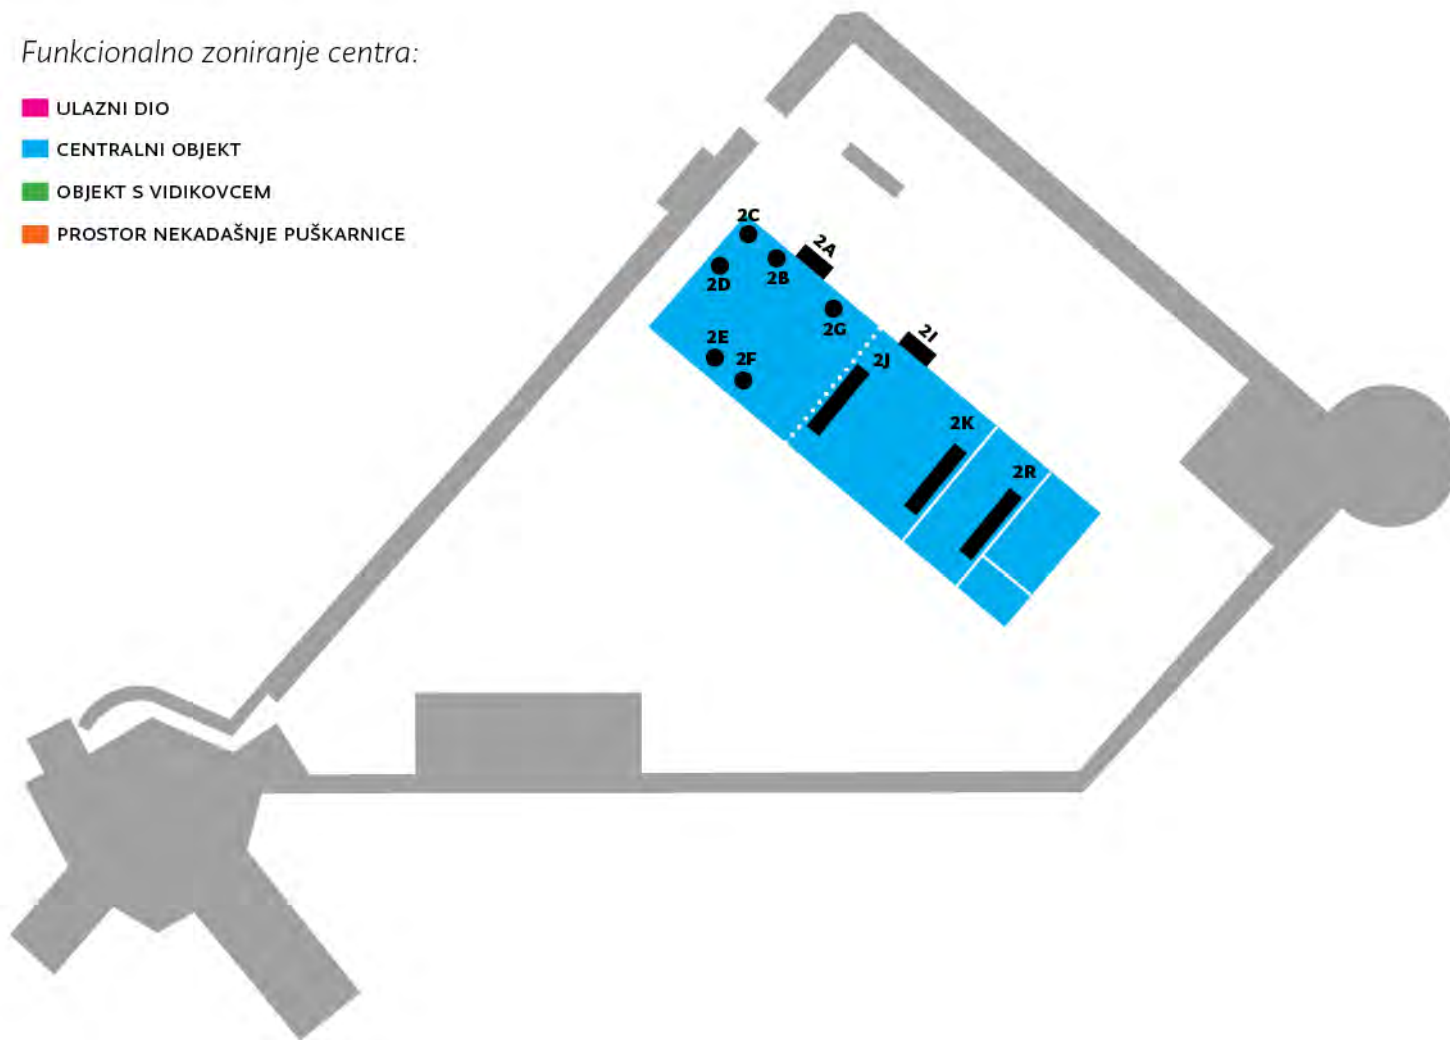 Funkcionalno zoniranje centra:
ULAZNI DIO
CENTRALNI OBJEKT
OBJEKT S VIDIKOVCEM
PROSTOR NEKADAŠNJE PUŠKARNICE
2C
2A
2B
2D
2G
2I
2E
2F
2J
2K
2R